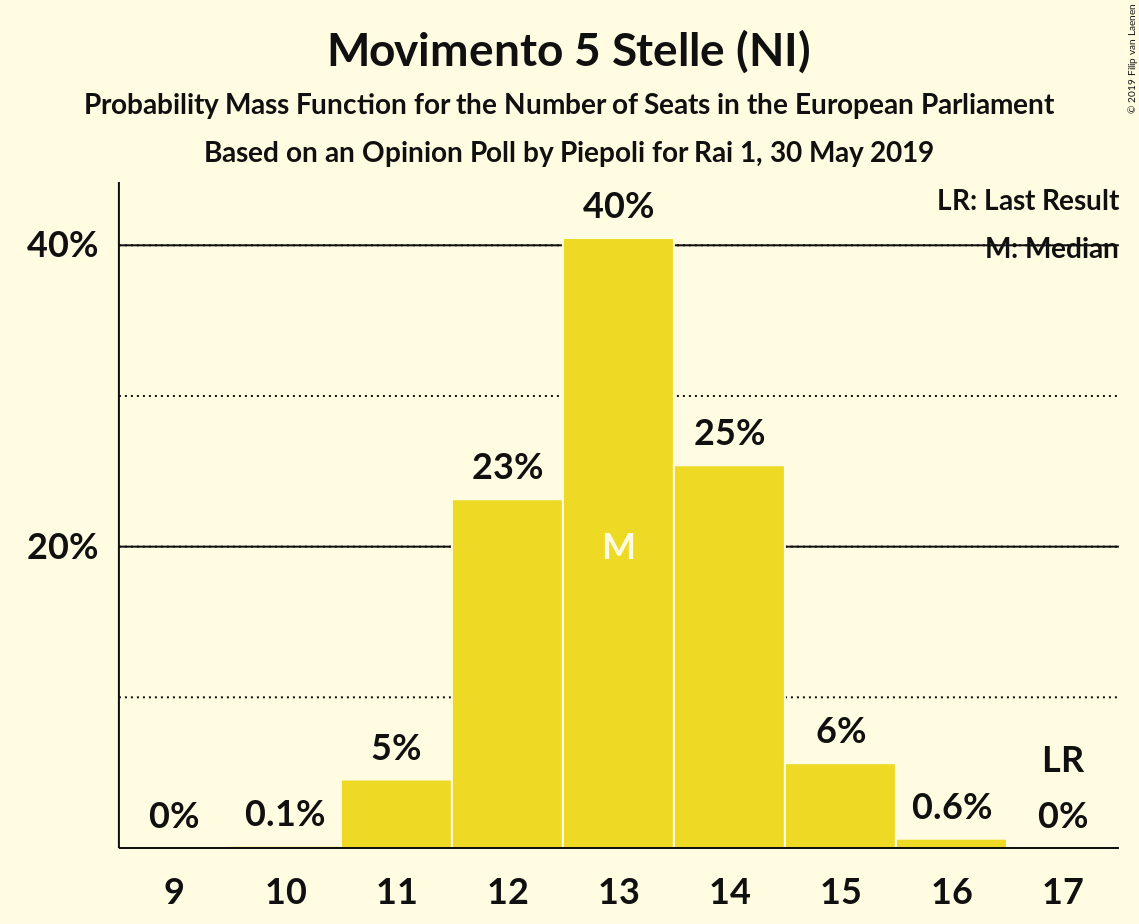 Movimento 5 Stelle (NI)
Probability Mass Function for the Number of Seats in the European Parliament
Based on an Opinion Poll by Piepoli for Rai 1, 30 May 2019
© 2019 Filip van Laenen
LR: Last Result
M: Median
40%
20%
0%
0.1%
5%
23%
40%
M
25%
6%
0.6%
LR
0%
9 10 11 12 13 14 15 16 17